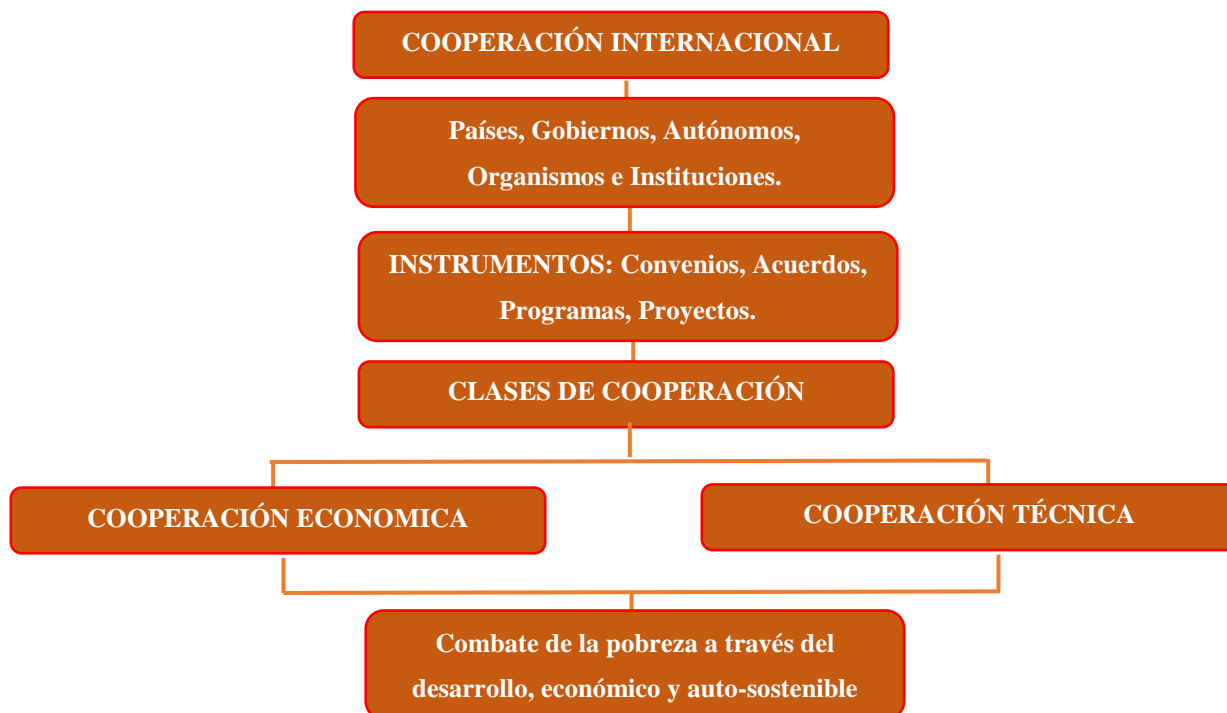 COOPERACIÓN INTERNACIONAL
Países, Gobiernos, Autónomos,
Organismos e Instituciones.
INSTRUMENTOS: Convenios, Acuerdos,
Programas, Proyectos.
CLASES DE COOPERACIÓN
COOPERACIÓN ECONOMICA
COOPERACIÓN TÉCNICA
Combate de la pobreza a través del
desarrollo, económico y auto-sostenible